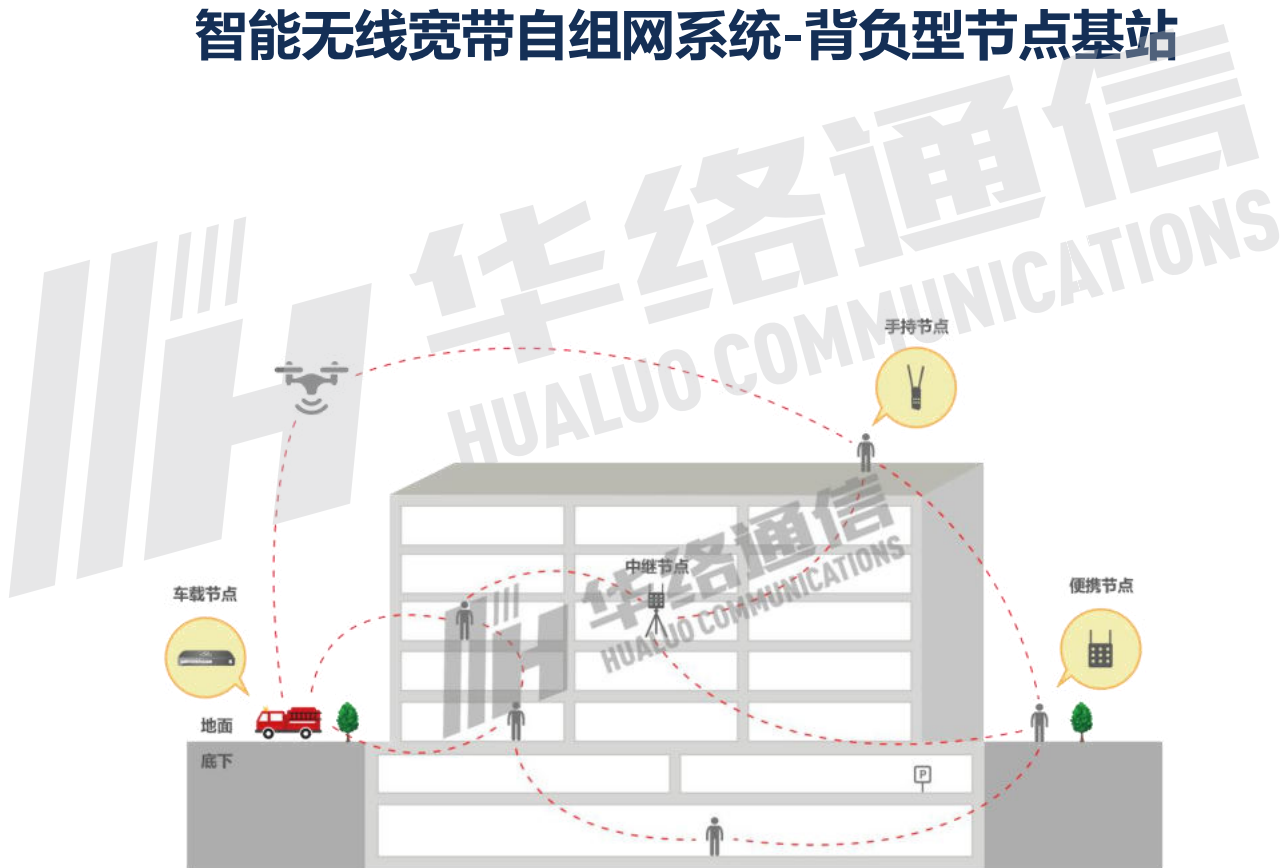 智能无线宽带自组网系统-背负型节点基站
华络通信
HUALUO COMMUNICATIONS
手持节点
华络通信
HUALUO COMMUNICATIONS
中继节点
车载节点
便携节点
地面
底下
P